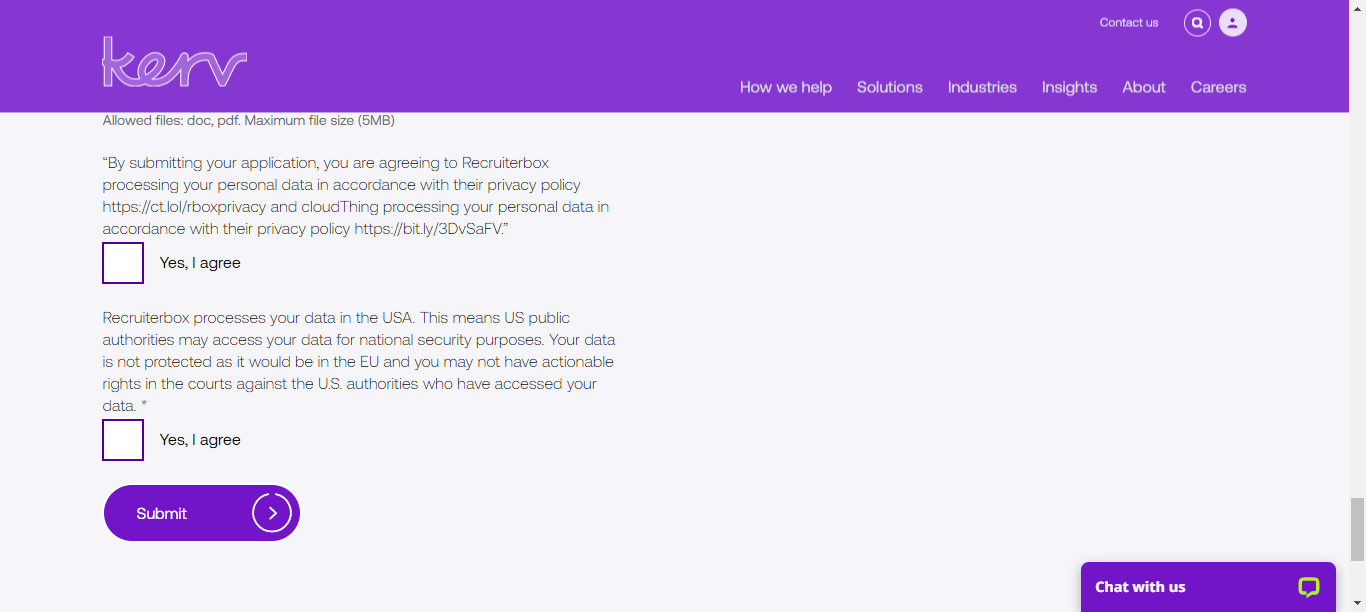 Contact us
kerv
How we help Solutions Industries Insights About Careers
Allowed files: doc, pdf. Maximum file size (5MB)
“By submitting your application, you are agreeing to Recruiterbox
processing your personal data in accordance with their privacy policy
https://ct.lol/rboxprivacy and cloudThing processing your personal data in
accordance with their privacy policy https://bit.ly/3DvSaFV.”
Yes, I agree
Recruiterbox processes your data in the USA. This means US public
authorities may access your data for national security purposes. Your data
is not protected as it would be in the EU and you may not have actionable
rights in the courts against the U.S. authorities who have accessed your
data. *
Yes, I agree
Submit
Chat with us